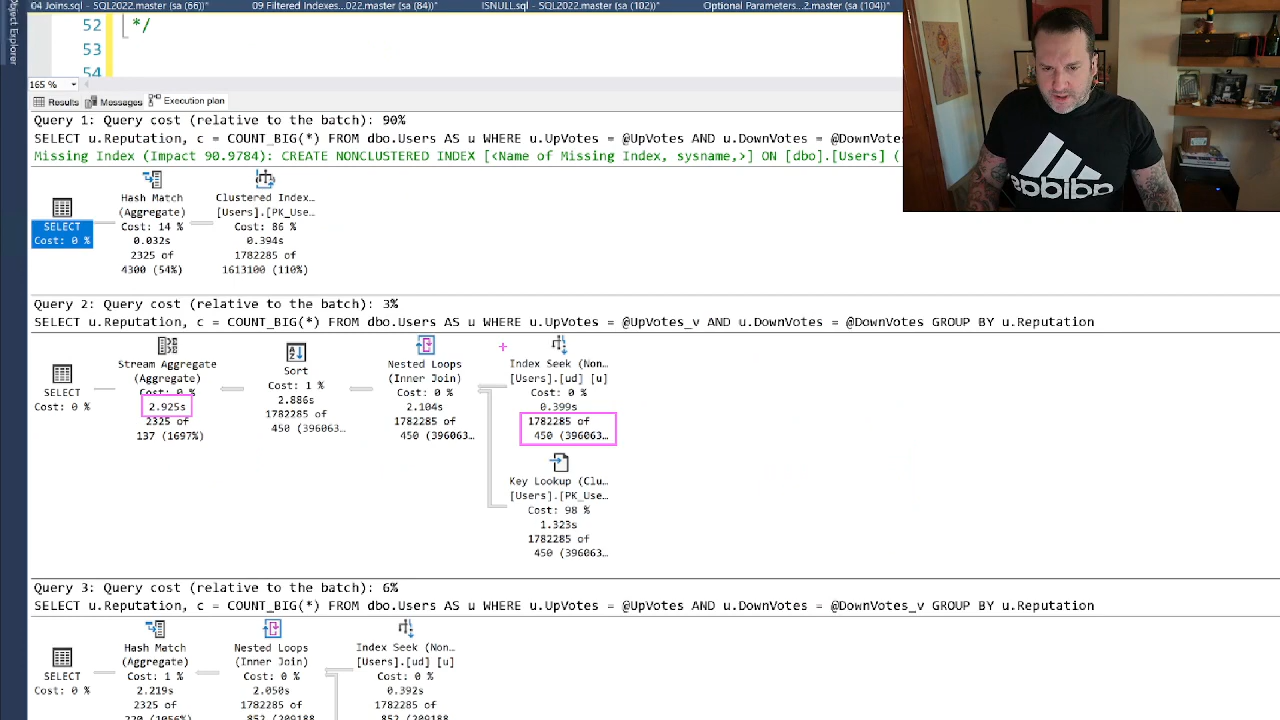 04 Joins.sql - SQL2022.master (sa (66))*
09 Filtered Indexes...022.master (sa (84))*
ISNULL.sql - SQL2022.master (sa (102))*
Optional Parameters...2.master (sa (104))*
Object Explorer
52 */
53
54
165 %
Results Messages Execution plan
Query 1: Query cost (relative to the batch): 90%
SELECT u.Reputation, c = COUNT_BIG(*) FROM dbo.Users AS u WHERE u.UpVotes = @UpVotes AND u.DownVotes = @DownVotes
Missing Index (Impact 90.9784): CREATE NONCLUSTERED INDEX [<Name of Missing Index, sysname,>] ON [dbo].[Users] (
SELECT
Cost: 0 %
Hash Match
(Aggregate)
Cost: 14 %
0.032s
2325 of
4300 (54%)
Clustered Index...
[Users].[PK_Use...
Cost: 86 %
0.394s
1782285 of
1613100 (110%)
adidas
Query 2: Query cost (relative to the batch): 3%
SELECT u.Reputation, c = COUNT_BIG(*) FROM dbo.Users AS u WHERE u.UpVotes = @UpVotes_v AND u.DownVotes = @DownVotes GROUP BY u.Reputation
SELECT
Cost: 0 %
Stream Aggregate
(Aggregate)
Cost: 0 %
2.925s
2325 of
137 (1697%)
Sort
Cost: 1 %
2.886s
1782285 of
450 (396063...
Nested Loops
(Inner Join)
Cost: 0 %
2.104s
1782285 of
450 (396063...
Index Seek (Non...
[Users].[ud] [u]
Cost: 0 %
0.399s
1782285 of
450 (396063...
Key Lookup (Clu...
[Users].[PK_Use...
Cost: 98 %
1.323s
1782285 of
450 (396063...
Query 3: Query cost (relative to the batch): 6%
SELECT u.Reputation, c = COUNT_BIG(*) FROM dbo.Users AS u WHERE u.UpVotes = @UpVotes AND u.DownVotes = @DownVotes_v GROUP BY u.Reputation
SELECT
Cost: 0 %
Hash Match
(Aggregate)
Cost: 1 %
2.219s
2325 of
220 (1056%)
Nested Loops
(Inner Join)
Cost: 0 %
2.050s
1782285 of
852 (209188...
Index Seek (Non...
[Users].[ud] [u]
Cost: 0 %
0.392s
1782285 of
852 (209188...